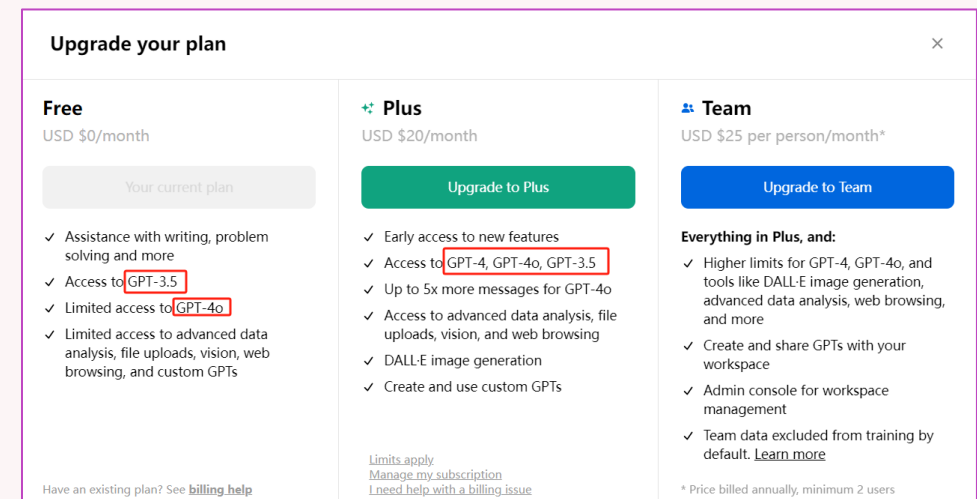 Upgrade your plan
Free
USD $0/month
Your current plan
Assistance with writing, problem
solving and more
Access to GPT-3.5
Limited access to GPT-4o
Limited access to advanced data
analysis, file uploads, vision, web
browsing, and custom GPTs
Have an existing plan? See billing help
Plus
USD $20/month
Upgrade to Plus
Early access to new features
Access to GPT-4, GPT-4o, GPT-3.5
Up to 5x more messages for GPT-4o
Access to advanced data analysis, file
uploads, vision, and web browsing
DALL·E image generation
Create and use custom GPTs
Limits apply
Manage my subscription
I need help with a billing issue
Team
USD $25 per person/month*
Upgrade to Team
Everything in Plus, and:
Higher limits for GPT-4, GPT-4o, and
tools like DALL·E image generation,
advanced data analysis, web browsing,
and more
Create and share GPTs with your
workspace
Admin console for workspace
management
Team data excluded from training by
default. Learn more
* Price billed annually, minimum 2 users